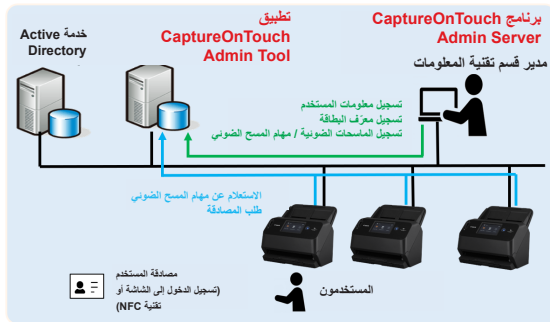 برنامج CaptureOnTouch
Admin Server
مدير قسم تقنية المعلومات
تطبيق
CaptureOnTouch
Admin Tool
خدمة Active
Directory
تسجيل معلومات المستخدم
تسجيل معرّف البطاقة
تسجيل الماسحات الضوئية / مهام المسح الضوئي
الاستعلام عن مهام المسح الضوئي
طلب المصادقة
المستخدمون
مصادقة المستخدم
(تسجيل الدخول إلى الشاشة أو
تقنية NFC)